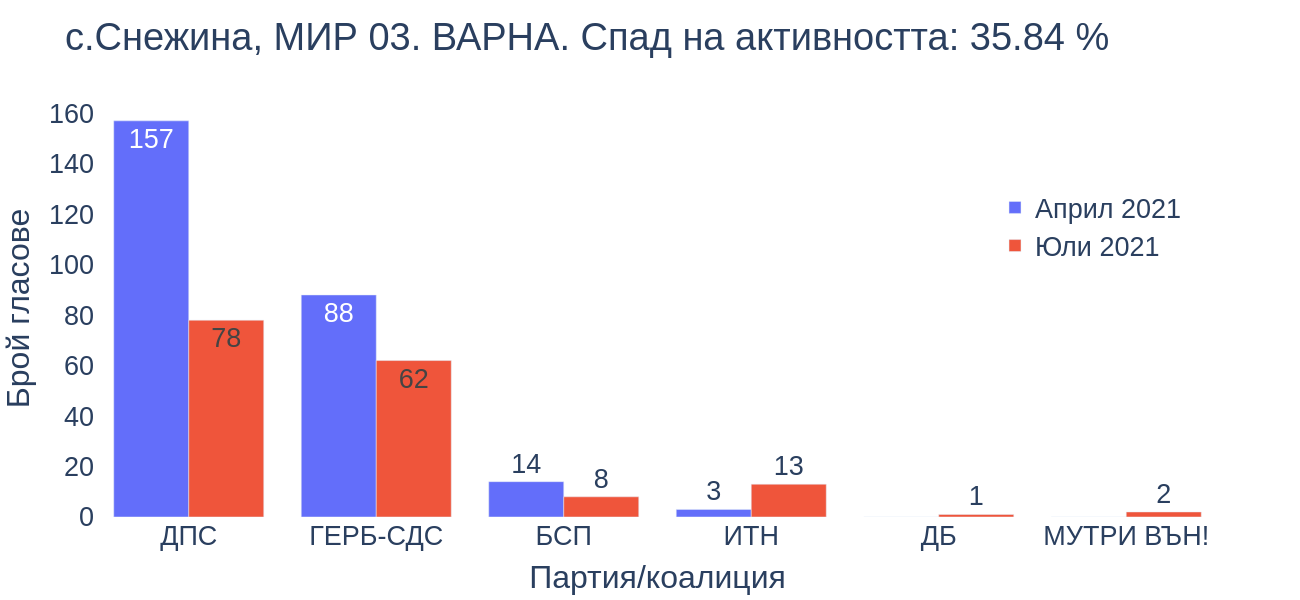 с.Снежина, МИР 03. ВАРНА. Спад на активността: 35.84 %
160
140
120
100
80
60
40
20
0
Брой гласове
157
78
88
62
14
8
3
13
1
2
Април 2021
Юли 2021
ДПС
ГЕРБ-СДС
БСП
ИТН
ДБ
МУТРИ ВЪН!
Партия/коалиция